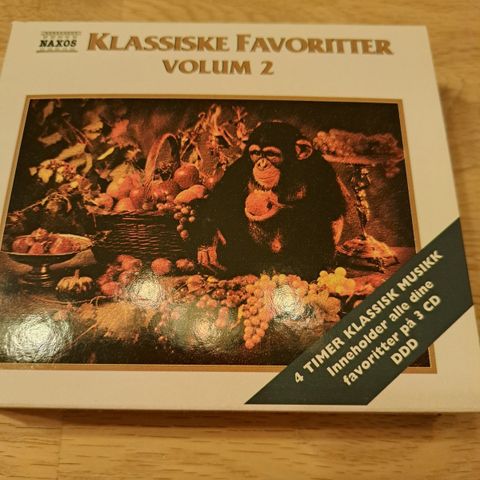 NAXOS
KLASSISKE FAVORITTER
VOLUM 2
4 TIMER KLASSISK MUSIKK
Inneholder alle dine
favoritter på 3 CD
DDD